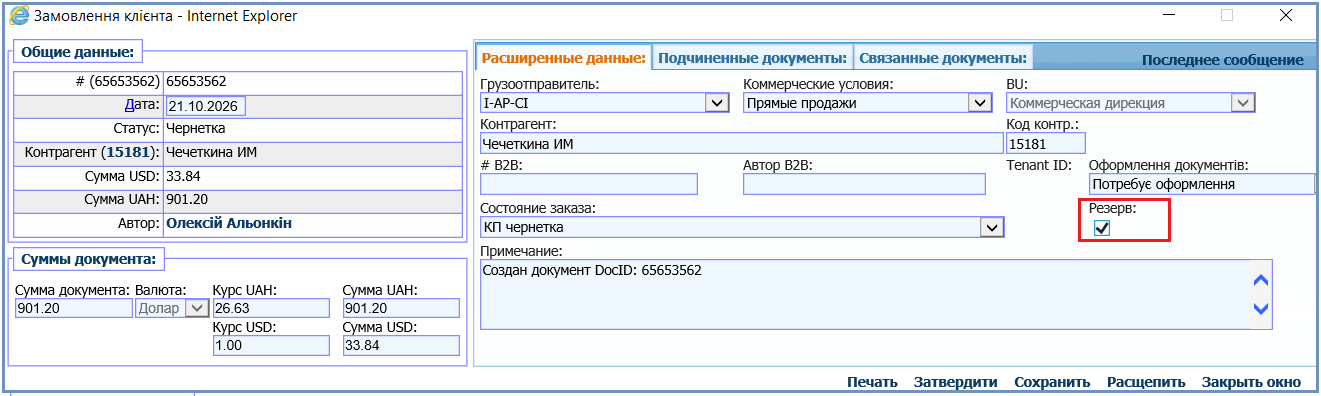 Замовлення клієнта - Internet Explorer
Общие данные:
# (65653562) 65653562
Дата: 21.10.2026
Статус: Чернетка
Контрагент (15181): Чечеткина ИМ
Сумма USD: 33.84
Сумма UAH: 901.20
Автор: Олексій Альонкін
Суммы документа:
Сумма документа: Валюта: Курс UAH: Сумма UAH:
901.20 Долар 26.63 901.20
Курс USD: Сумма USD:
1.00 33.84
Расширенные данные: Подчиненные документы: Связанные документы: Последнее сообщение
Грузоотправитель: Коммерческие условия: BU:
I-AP-CI Прямые продажи Коммерческая дирекция
Контрагент: Код контр.:
Чечеткина ИМ 15181
# B2B: Автор B2B: Tenant ID: Оформлення документів:
Потребує оформлення
Состояние заказа: Резерв:
КП чернетка
Примечание:
Создан документ DocID: 65653562
Печать Затвердити Сохранить Расщепить Закрыть окно